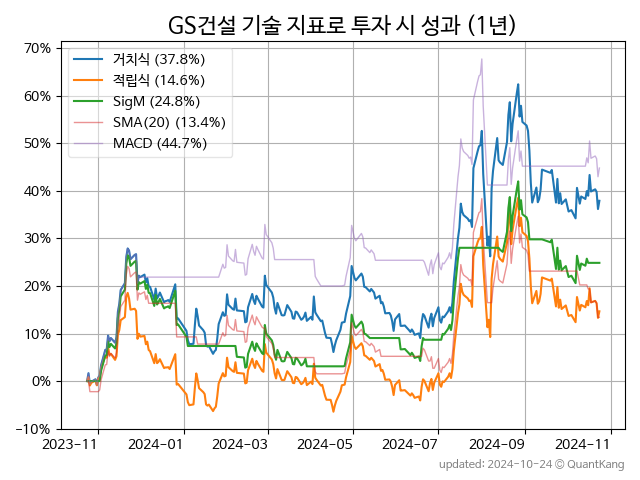 GS건설 기술 지표로 투자 시 성과 (1년)
70%
60%
50%
40%
30%
20%
10%
0%
−10%
거치식 (37.8%)
적립식 (14.6%)
SigM (24.8%)
SMA(20) (13.4%)
MACD (44.7%)
2023-11
2024-01
2024-03
2024-05
2024-07
2024-09
2024-11
updated: 2024-10-24 ⓒ QuantKang